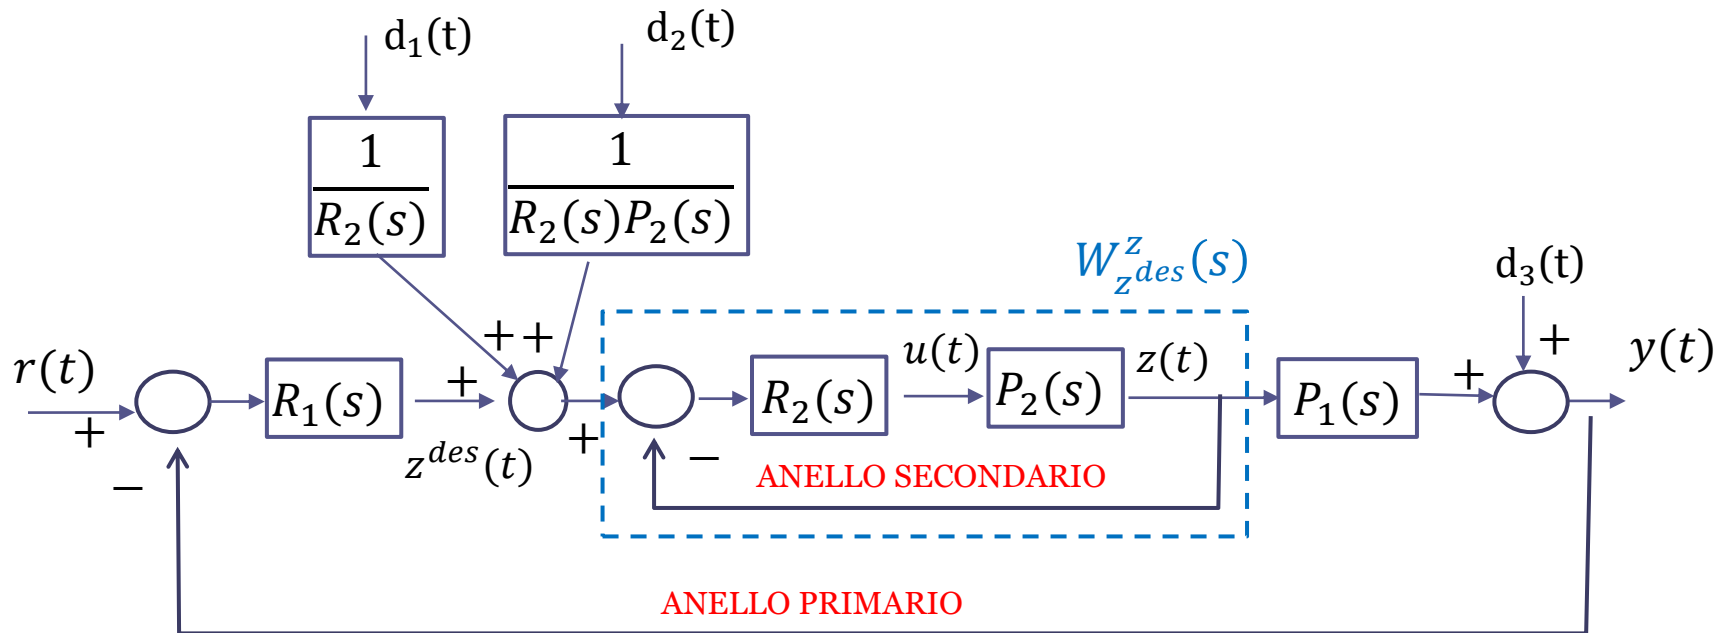 d₁(t)
d₂(t)
1
R₂(s)
1
R₂(s)P₂(s)
W^z_{z^{des}}(s)
d₃(t)
+ +
+
r(t)
+
−
R₁(s)
+
z^{des}(t)
+
−
R₂(s)
u(t)
P₂(s)
z(t)
P₁(s)
+
y(t)
ANELLO SECONDARIO
ANELLO PRIMARIO